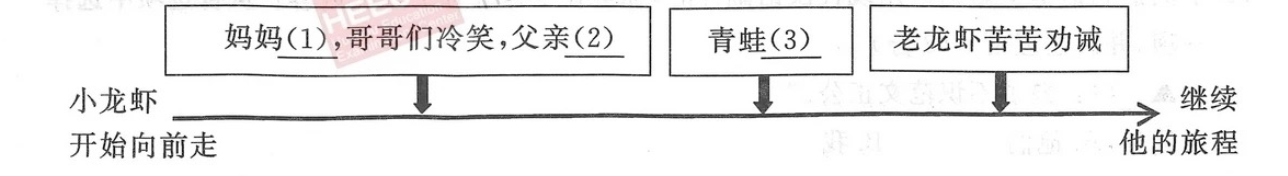 妈妈(1),哥哥们冷笑,父亲(2)
青蛙(3)
老龙虾苦苦劝诫
小龙虾
开始向前走
继续
他的旅程